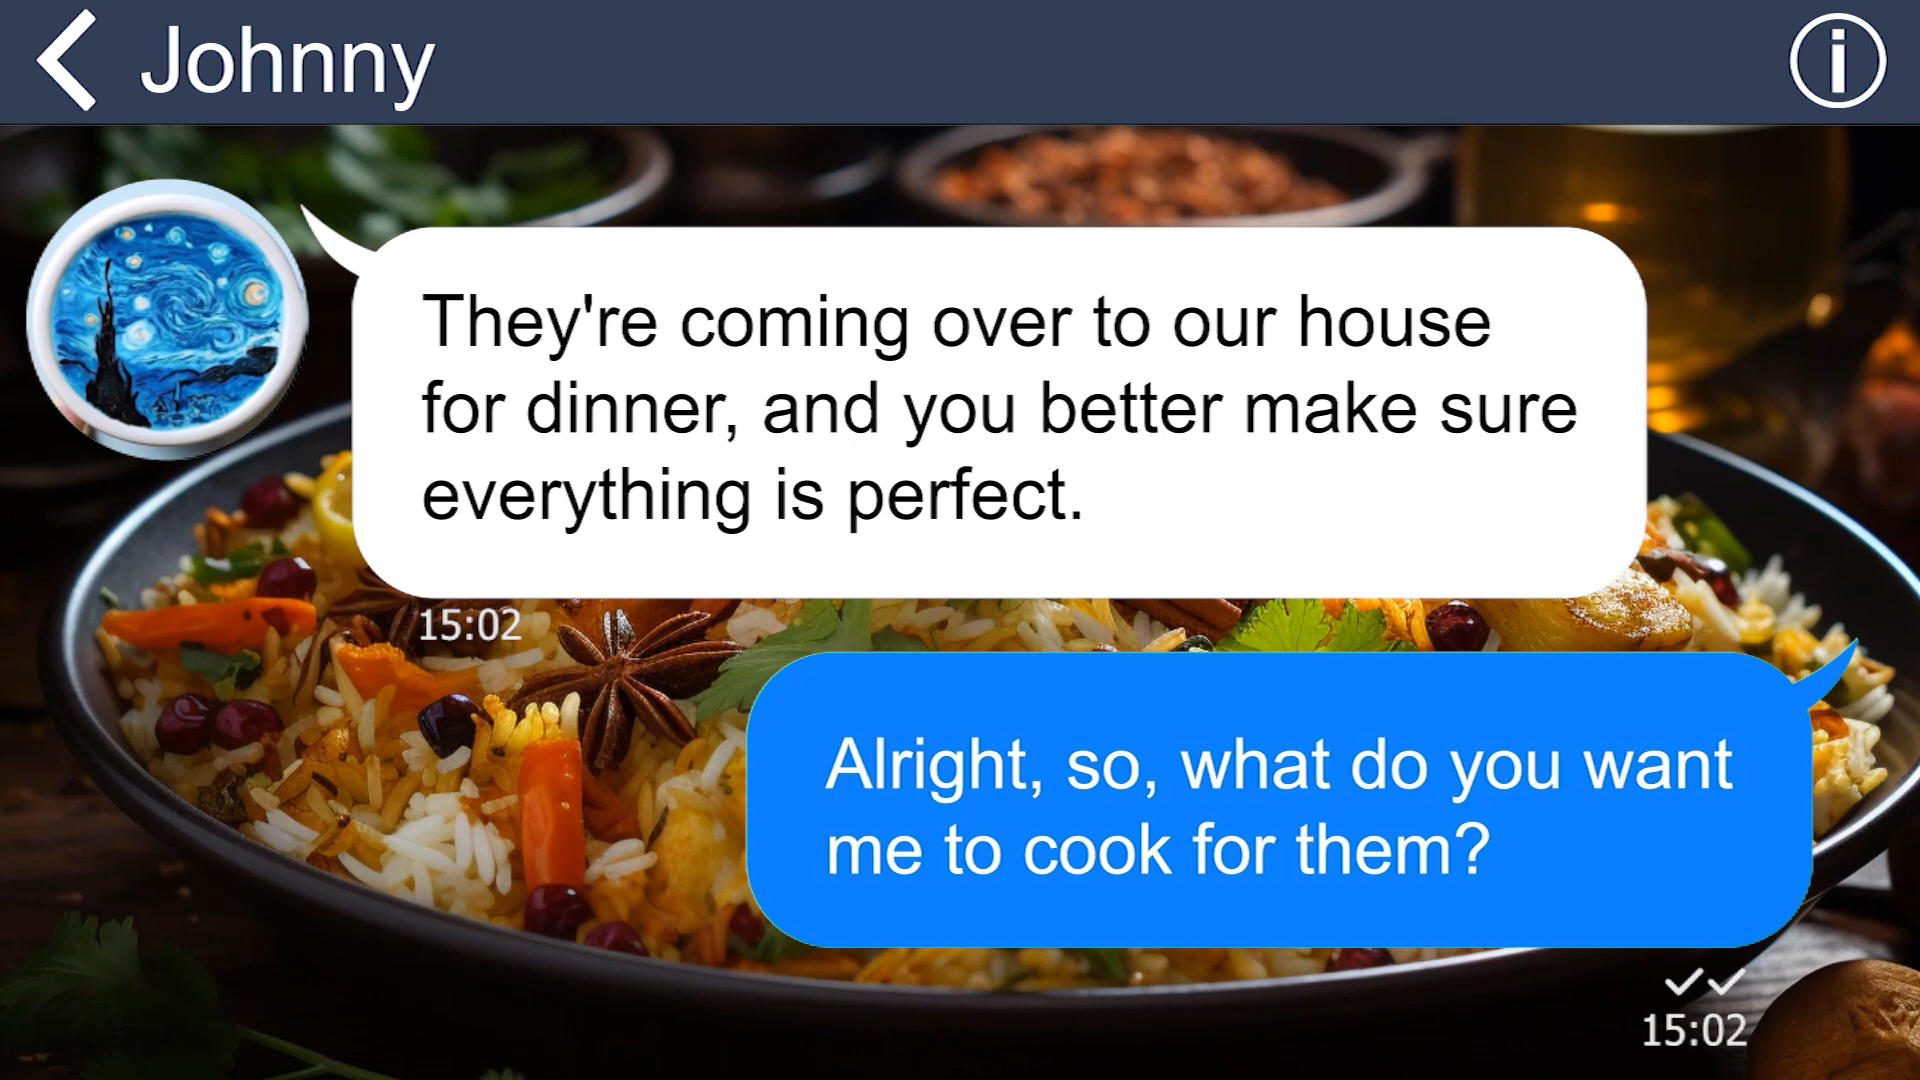 Johnny
They're coming over to our house
for dinner, and you better make sure
everything is perfect.
15:02
Alright, so, what do you want
me to cook for them?
15:02